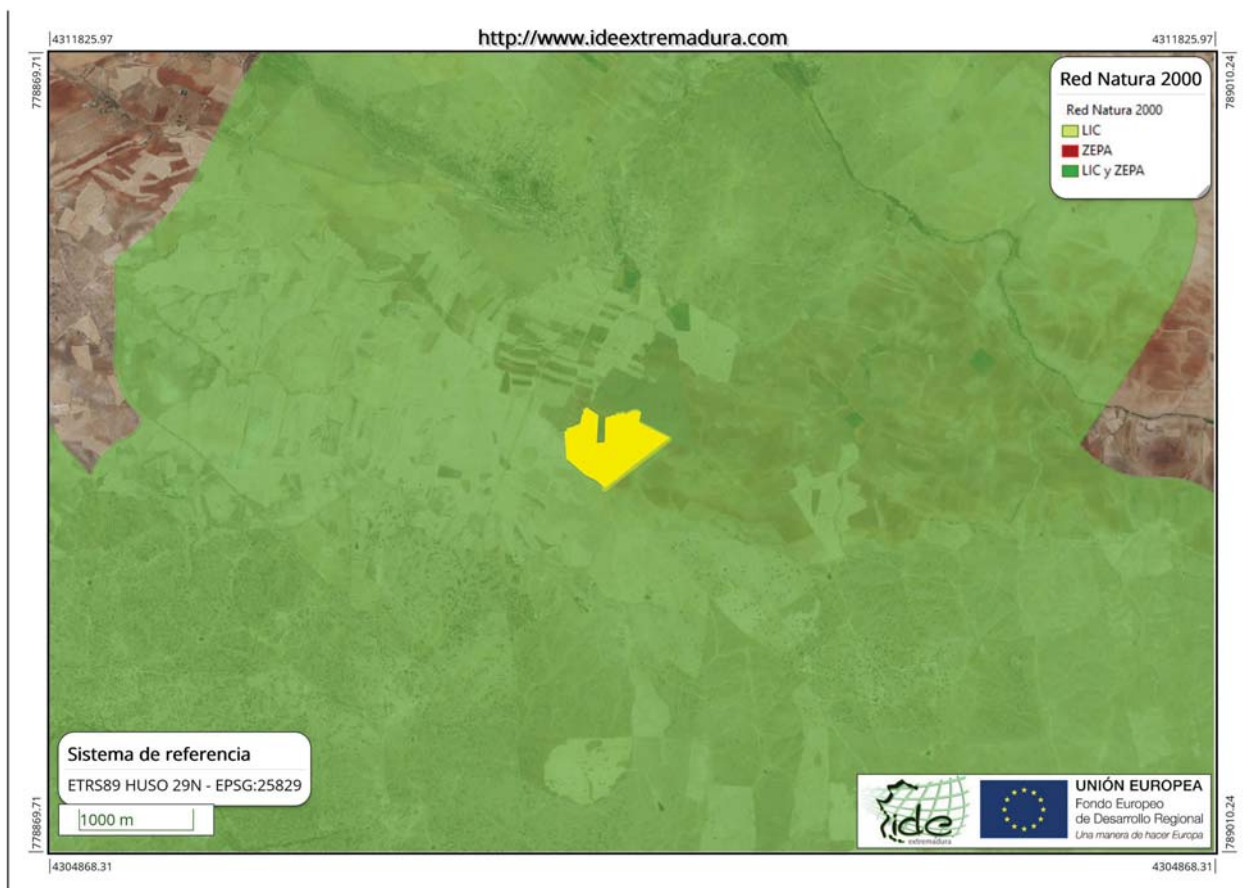 4311825.97
http://www.ideextremadura.com
4311825.97
778869.71
789010.24
Red Natura 2000
Red Natura 2000
LIC
ZEPA
LIC y ZEPA
Sistema de referencia
ETRS89 HUSO 29N - EPSG:25829
1000 m
ide
extremadura
UNIÓN EUROPEA
Fondo Europeo
de Desarrollo Regional
Una manera de hacer Europa
778869.71
789010.24
4304868.31
4304868.31